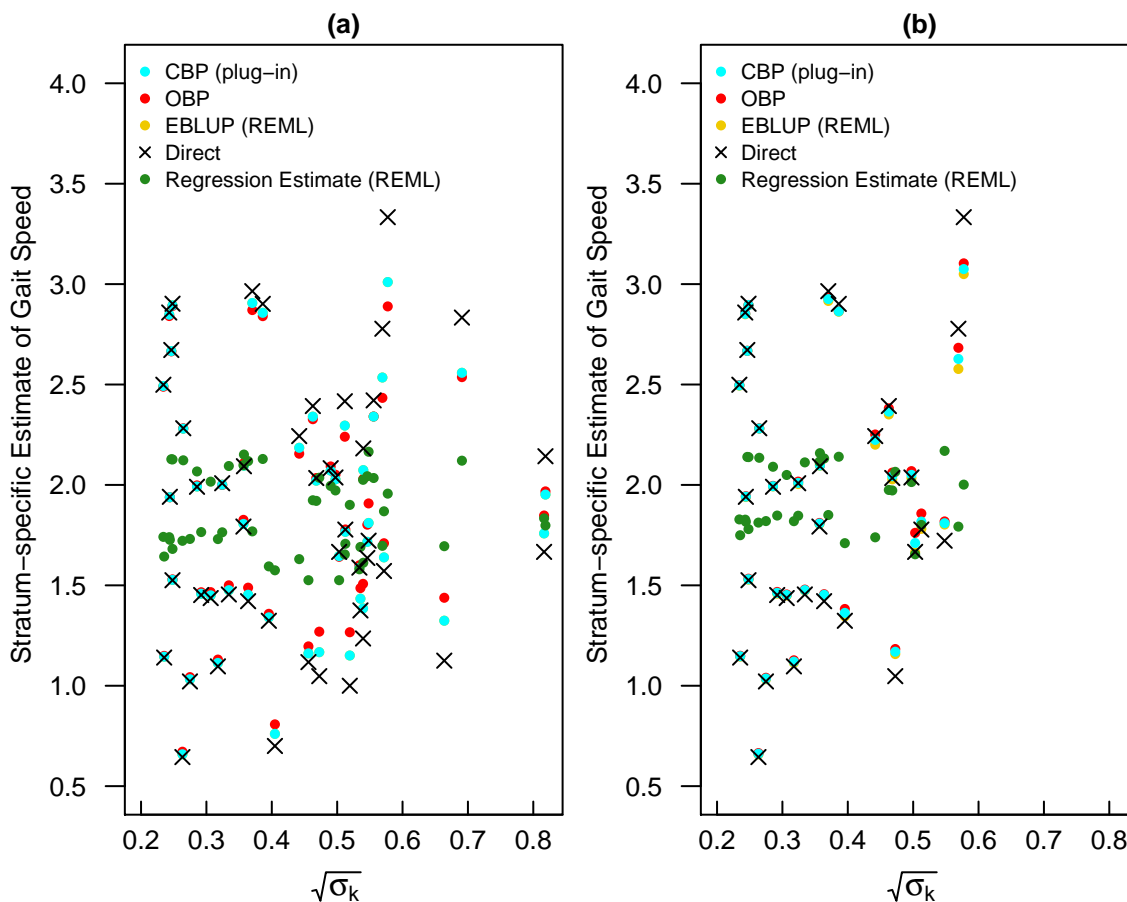 (a)
CBP (plug−in)
OBP
EBLUP (REML)
Direct
Regression Estimate (REML)
Stratum−specific Estimate of Gait Speed
4.0
3.5
3.0
2.5
2.0
1.5
1.0
0.5
0.2 0.3 0.4 0.5 0.6 0.7 0.8
√σk
(b)
CBP (plug−in)
OBP
EBLUP (REML)
Direct
Regression Estimate (REML)
Stratum−specific Estimate of Gait Speed
4.0
3.5
3.0
2.5
2.0
1.5
1.0
0.5
0.2 0.3 0.4 0.5 0.6 0.7 0.8
√σk